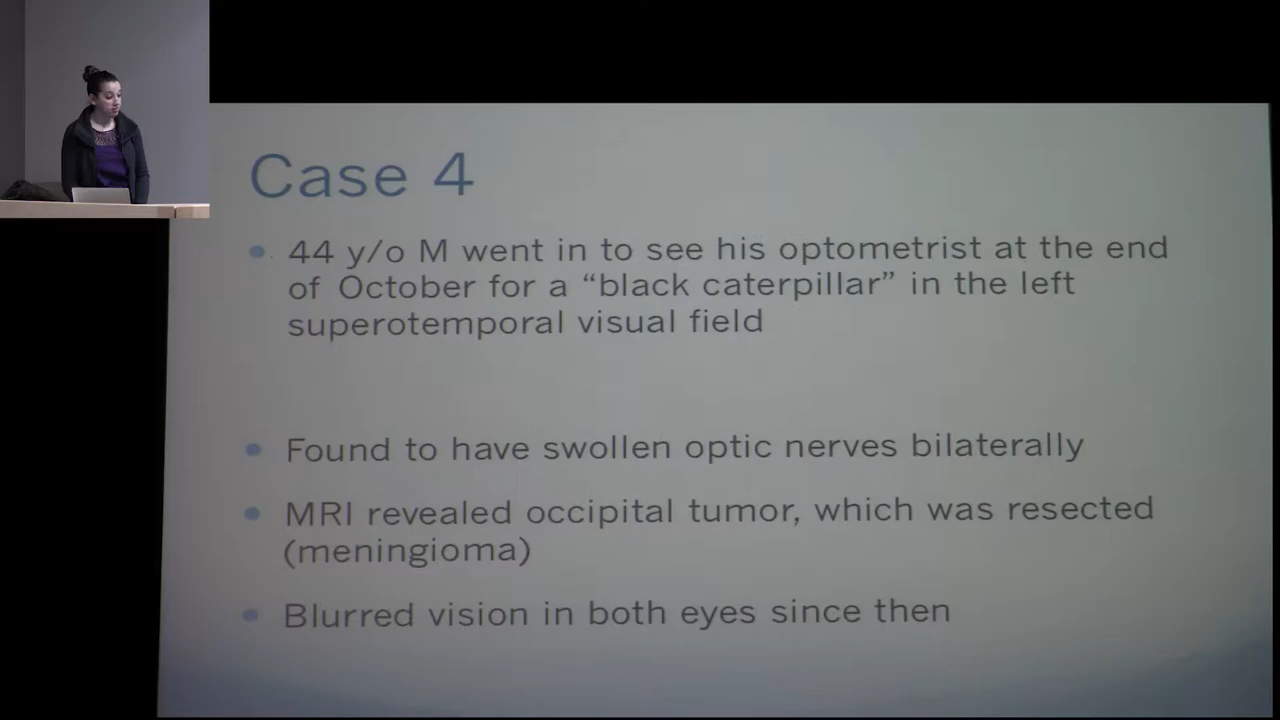 Case 4
• 44 y/o M went in to see his optometrist at the end
of October for a “black caterpillar” in the left
superotemporal visual field
• Found to have swollen optic nerves bilaterally
• MRI revealed occipital tumor, which was resected
(meningioma)
• Blurred vision in both eyes since then